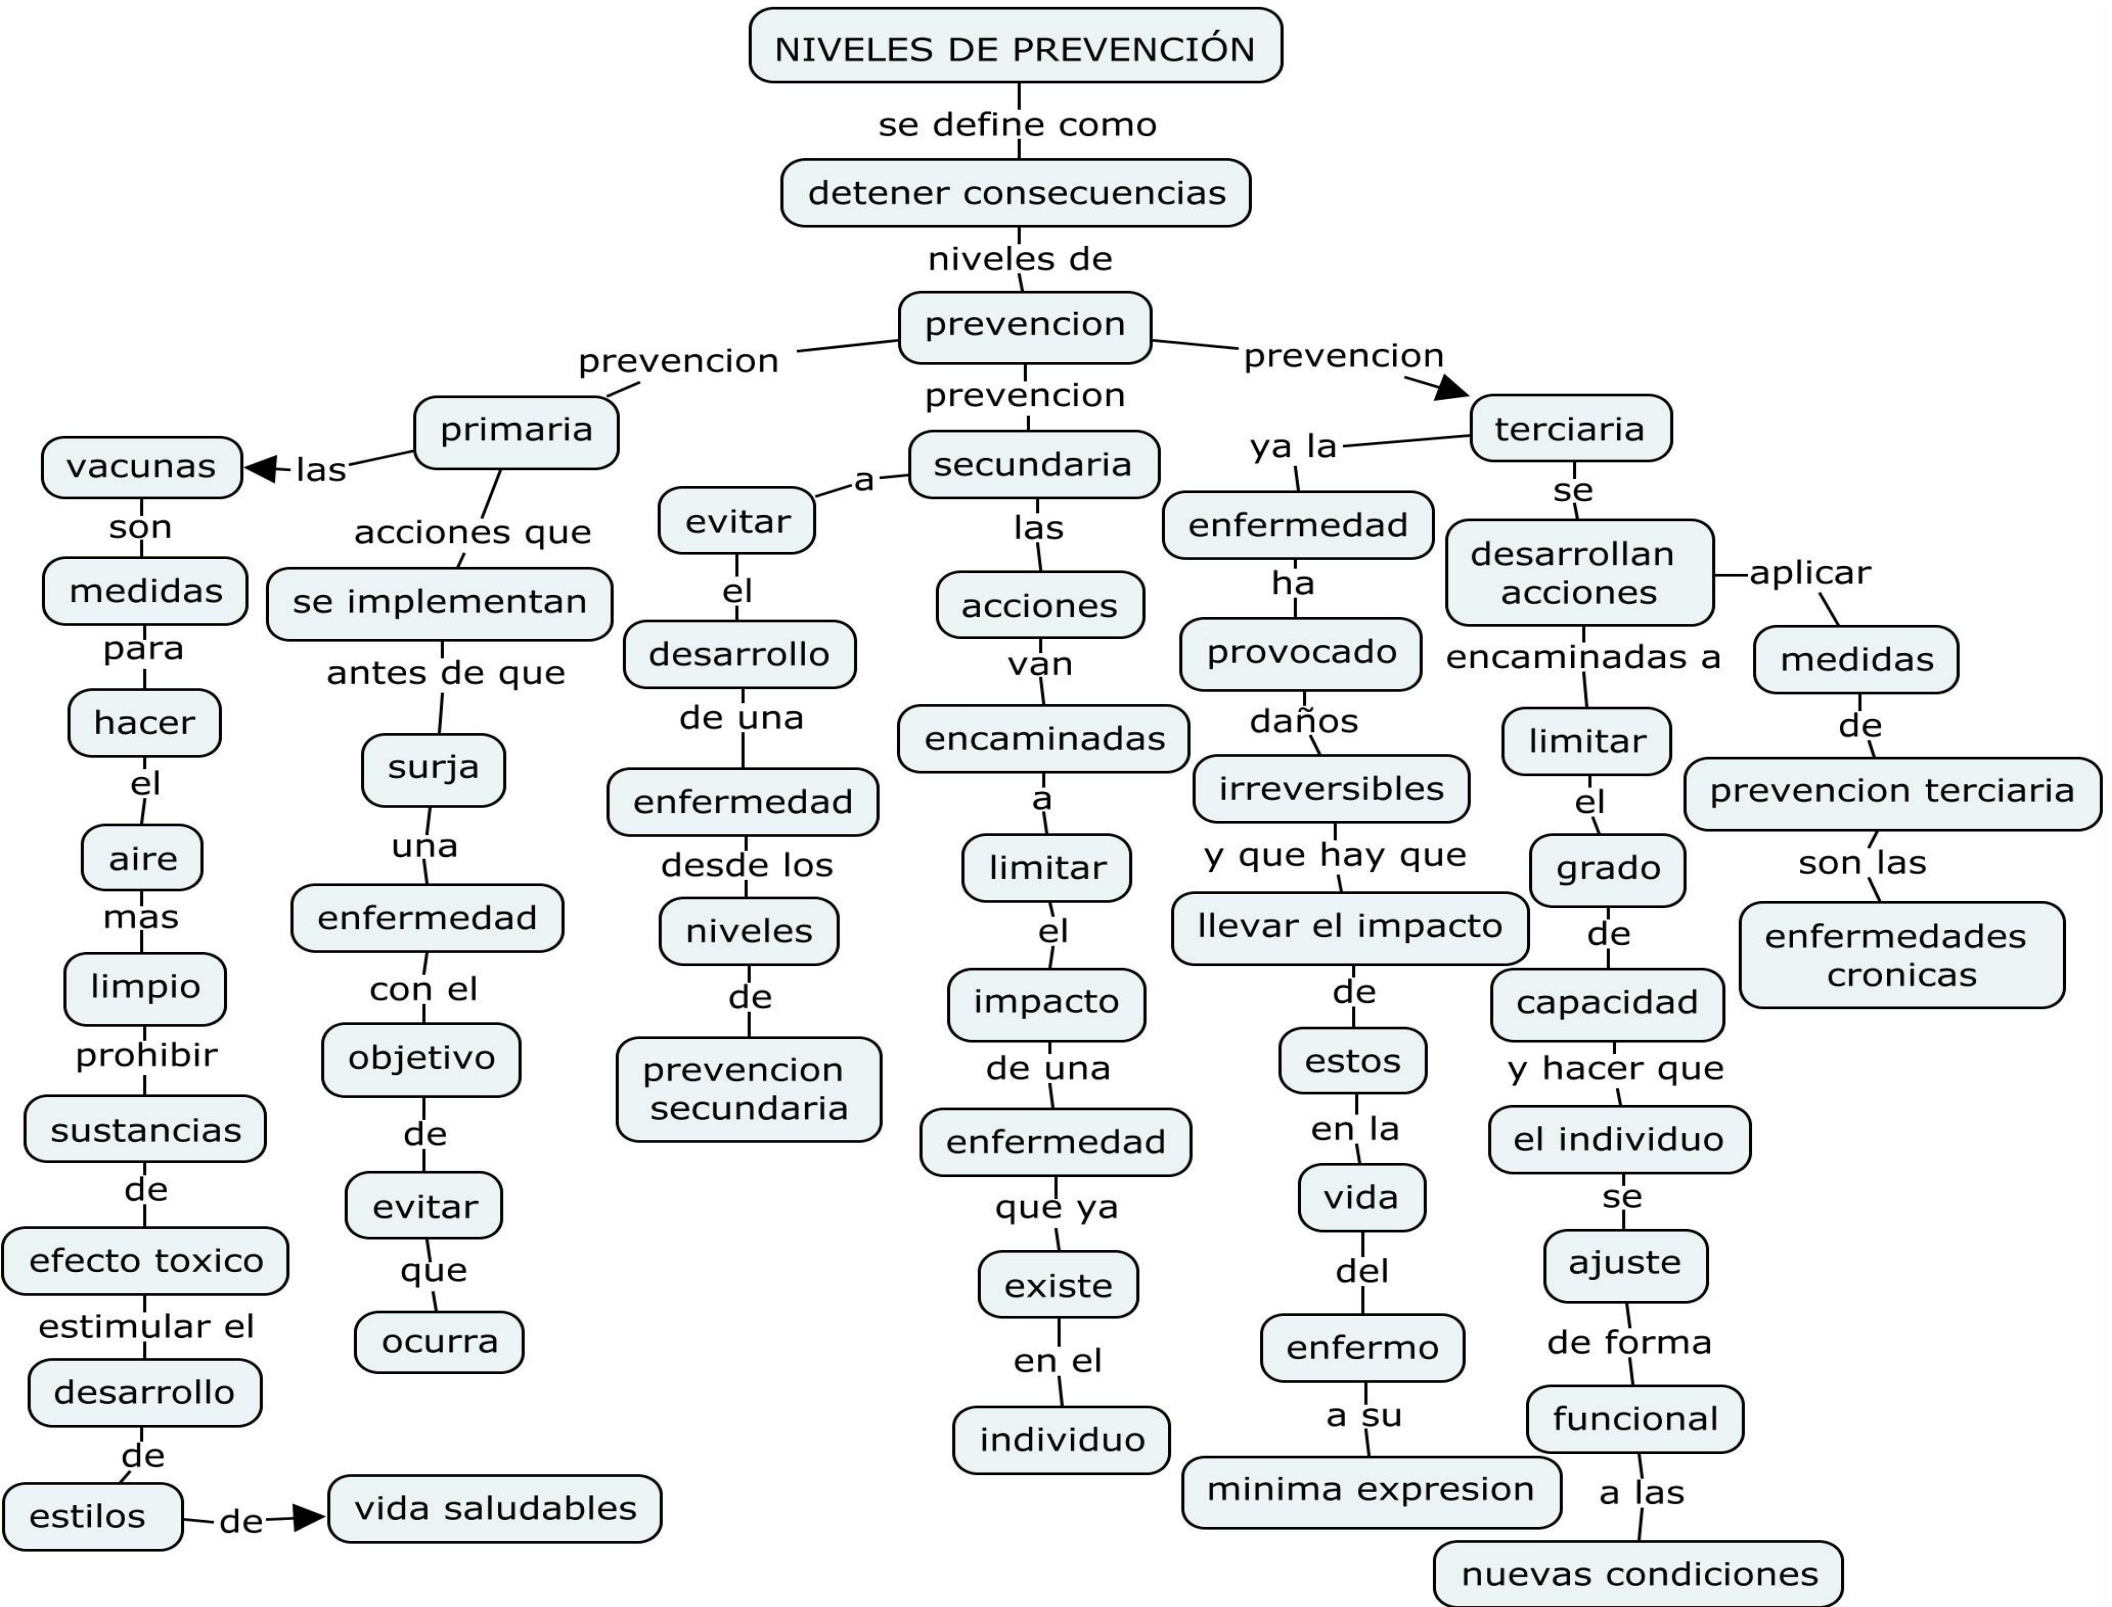 NIVELES DE PREVENCIÓN
se define como
detener consecuencias
niveles de
prevencion
prevencion
primaria
las
vacunas
son
medidas
para
hacer
el
aire
mas
limpio
prohibir
sustancias
de
efecto toxico
estimular el
desarrollo
de
estilos
de
vida saludables
acciones que
se implementan
antes de que
surja
una
enfermedad
con el
objetivo
de
evitar
que
ocurra
prevencion
secundaria
a
evitar
el
desarrollo
de una
enfermedad
desde los
niveles
de
prevencion
secundaria
las
acciones
van
encaminadas
a
limitar
el
impacto
de una
enfermedad
que ya
existe
en el
individuo
prevencion
terciaria
ya la
enfermedad
ha
provocado
daños
irreversibles
y que hay que
llevar el impacto
de
estos
en la
vida
del
enfermo
a su
minima expresion
se
desarrollan
acciones
encaminadas a
limitar
el
grado
de
capacidad
y hacer que
el individuo
se
ajuste
de forma
funcional
a las
nuevas condiciones
aplicar
medidas
de
prevencion terciaria
son las
enfermedades
cronicas